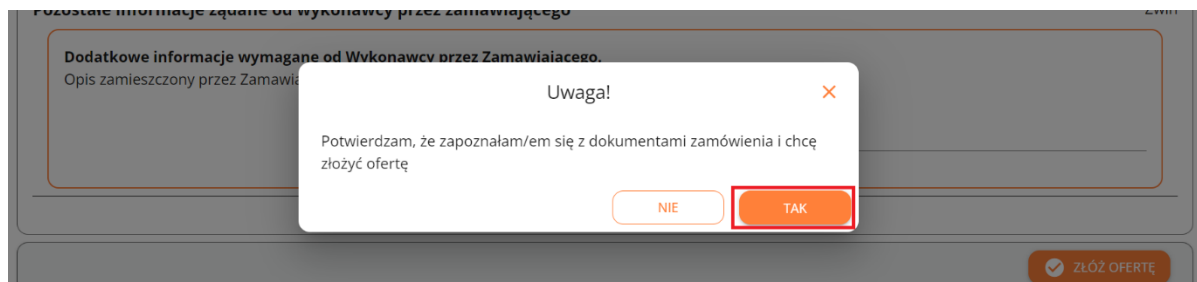 Pozostałe informacje żądane od wykonawcy przez zamawiającego
Zwiń
Dodatkowe informacje wymagane od Wykonawcy przez Zamawiającego.
Opis zamieszczony przez Zamawia
Uwaga!
Potwierdzam, że zapoznałam/em się z dokumentami zamówienia i chcę
złożyć ofertę
NIE
TAK
ZŁÓŻ OFERTĘ